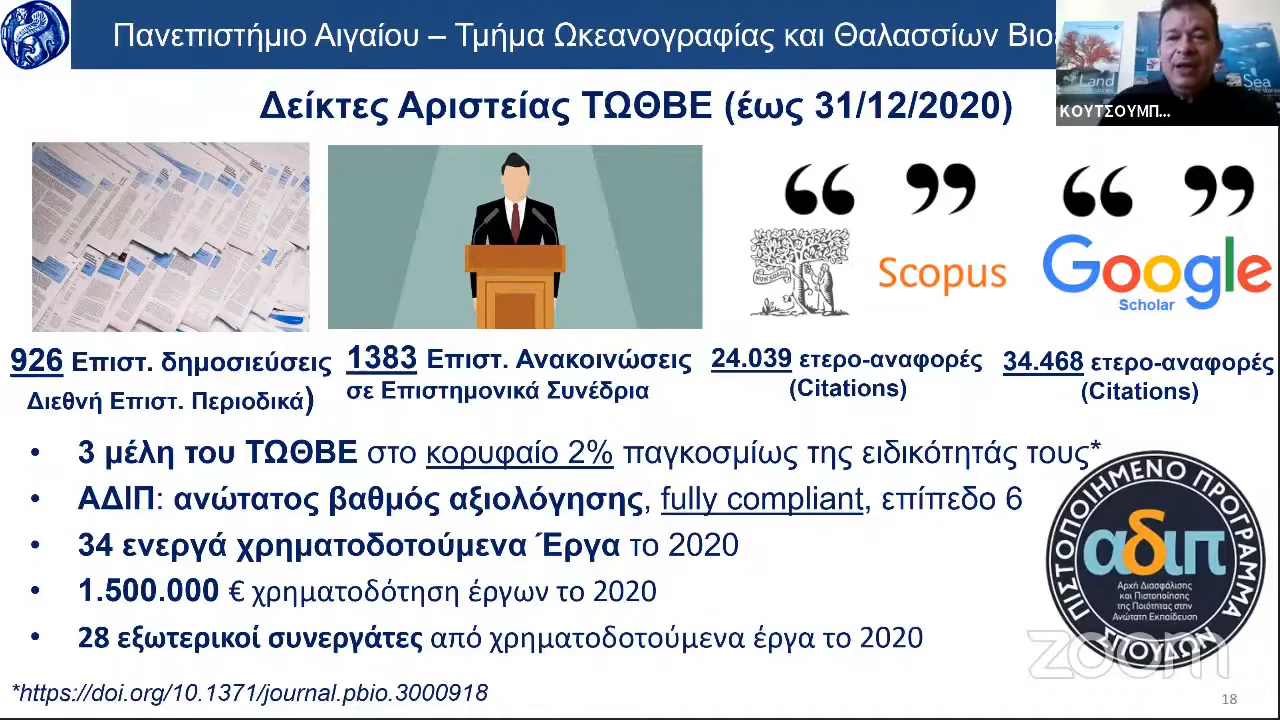 Πανεπιστήμιο Αιγαίου – Τμήμα Ωκεανογραφίας και Θαλασσίων
Land
Sea
ΚΟΥΤΣΟΥΜΠ...
Δείκτες Αριστείας ΤΩΘΒΕ (έως 31/12/2020)
“ ”
“ ”
NON SOLUS
Scopus
Google
Scholar
926 Επιστ. δημοσιεύσεις
Διεθνή Επιστ. Περιοδικά)
1383 Επιστ. Ανακοινώσεις
σε Επιστημονικά Συνέδρια
24.039 ετερο-αναφορές
(Citations)
34.468 ετερο-αναφορές
(Citations)
• 3 μέλη του ΤΩΘΒΕ στο κορυφαίο 2% παγκοσμίως της ειδικότητάς τους*
• ΑΔΙΠ: ανώτατος βαθμός αξιολόγησης, fully compliant, επίπεδο 6
• 34 ενεργά χρηματοδοτούμενα Έργα το 2020
• 1.500.000 € χρηματοδότηση έργων το 2020
• 28 εξωτερικοί συνεργάτες από χρηματοδοτούμενα έργα το 2020
ΠΙΣΤΟΠΟΙΗΜΕΝΟ ΠΡΟΓΡΑΜΜΑ
ΣΠΟΥΔΩΝ
αδιπ
Αρχή Διασφάλισης
και Πιστοποίησης
της Ποιότητας στην
Ανώτατη Εκπαίδευση
zoom
*https://doi.org/10.1371/journal.pbio.3000918
18